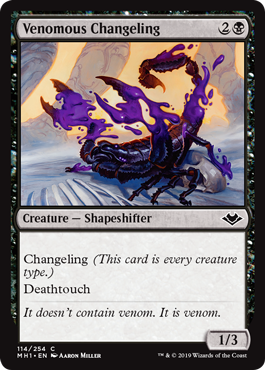 Venomous Changeling 2
Creature — Shapeshifter
Changeling (This card is every creature
type.)
Deathtouch
It doesn't contain venom. It is venom.
1/3
114/254 C
MH1 • EN AARON MILLER
™ & © 2019 Wizards of the Coast